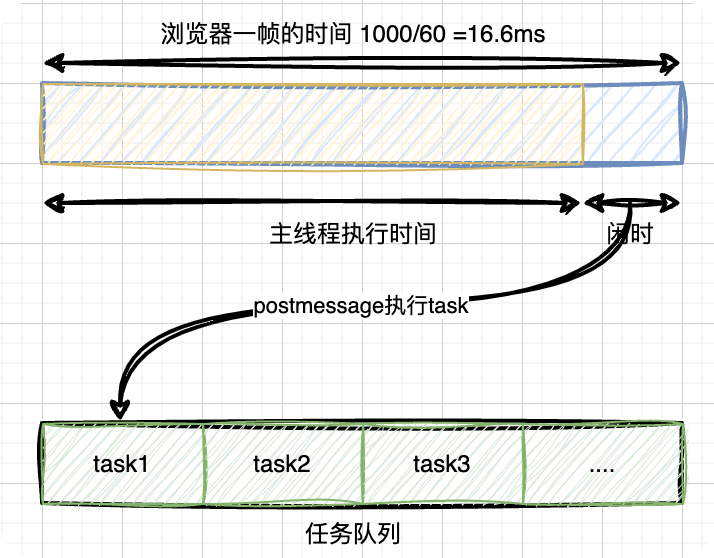 浏览器一帧的时间 1000/60 =16.6ms
主线程执行时间
闲时
postmessage执行task
task1
task2
task3
....
任务队列